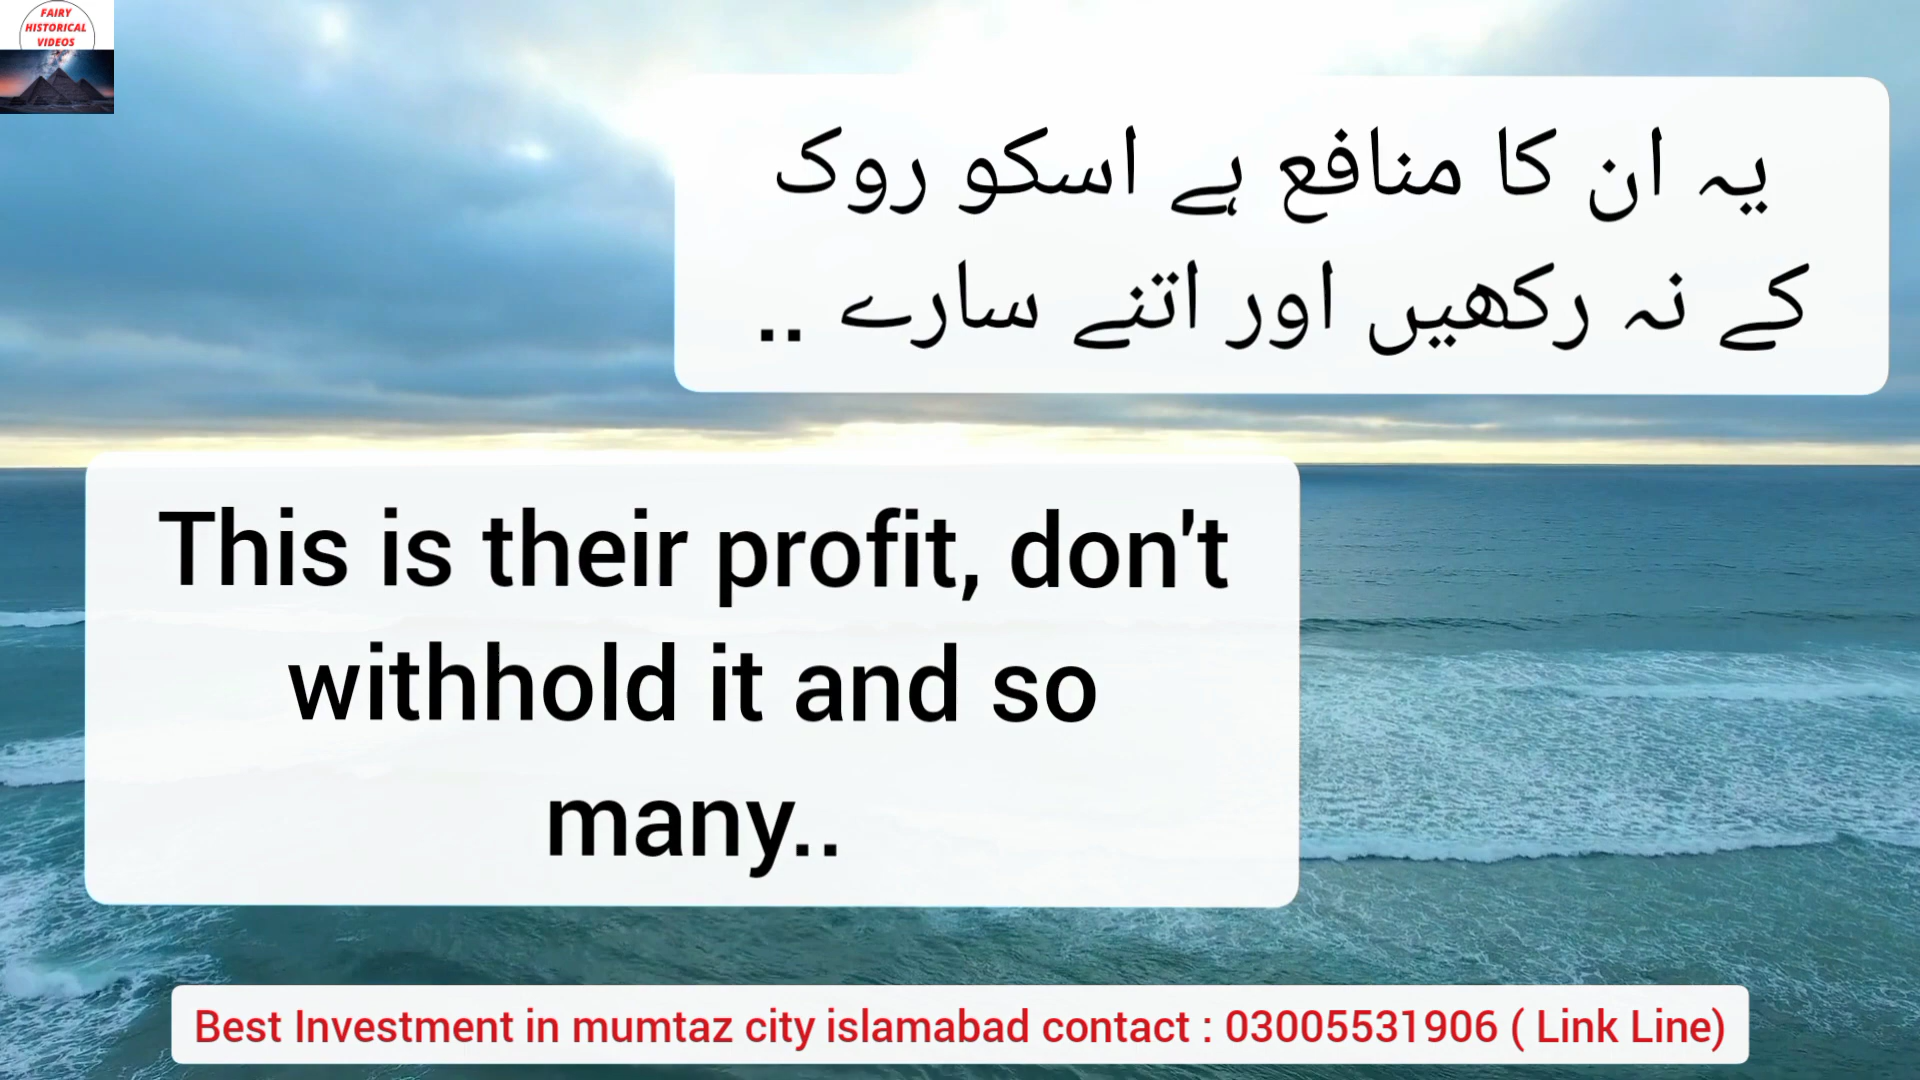 FAIRY
HISTORICAL
VIDEOS
یہ ان کا منافع ہے اسکو روک
کے نہ رکھیں اور اتنے سارے ..
This is their profit, don't
withhold it and so
many..
Best Investment in mumtaz city islamabad contact : 03005531906 ( Link Line)